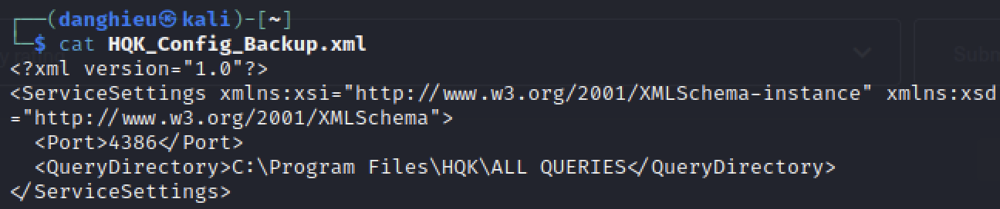 ┌──(danghieu㉿kali)-[~]
└─$ cat HQK_Config_Backup.xml
<?xml version="1.0"?>
<ServiceSettings xmlns:xsi="http://www.w3.org/2001/XMLSchema-instance" xmlns:xsd
="http://www.w3.org/2001/XMLSchema">
  <Port>4386</Port>
  <QueryDirectory>C:\Program Files\HQK\ALL QUERIES</QueryDirectory>
</ServiceSettings>